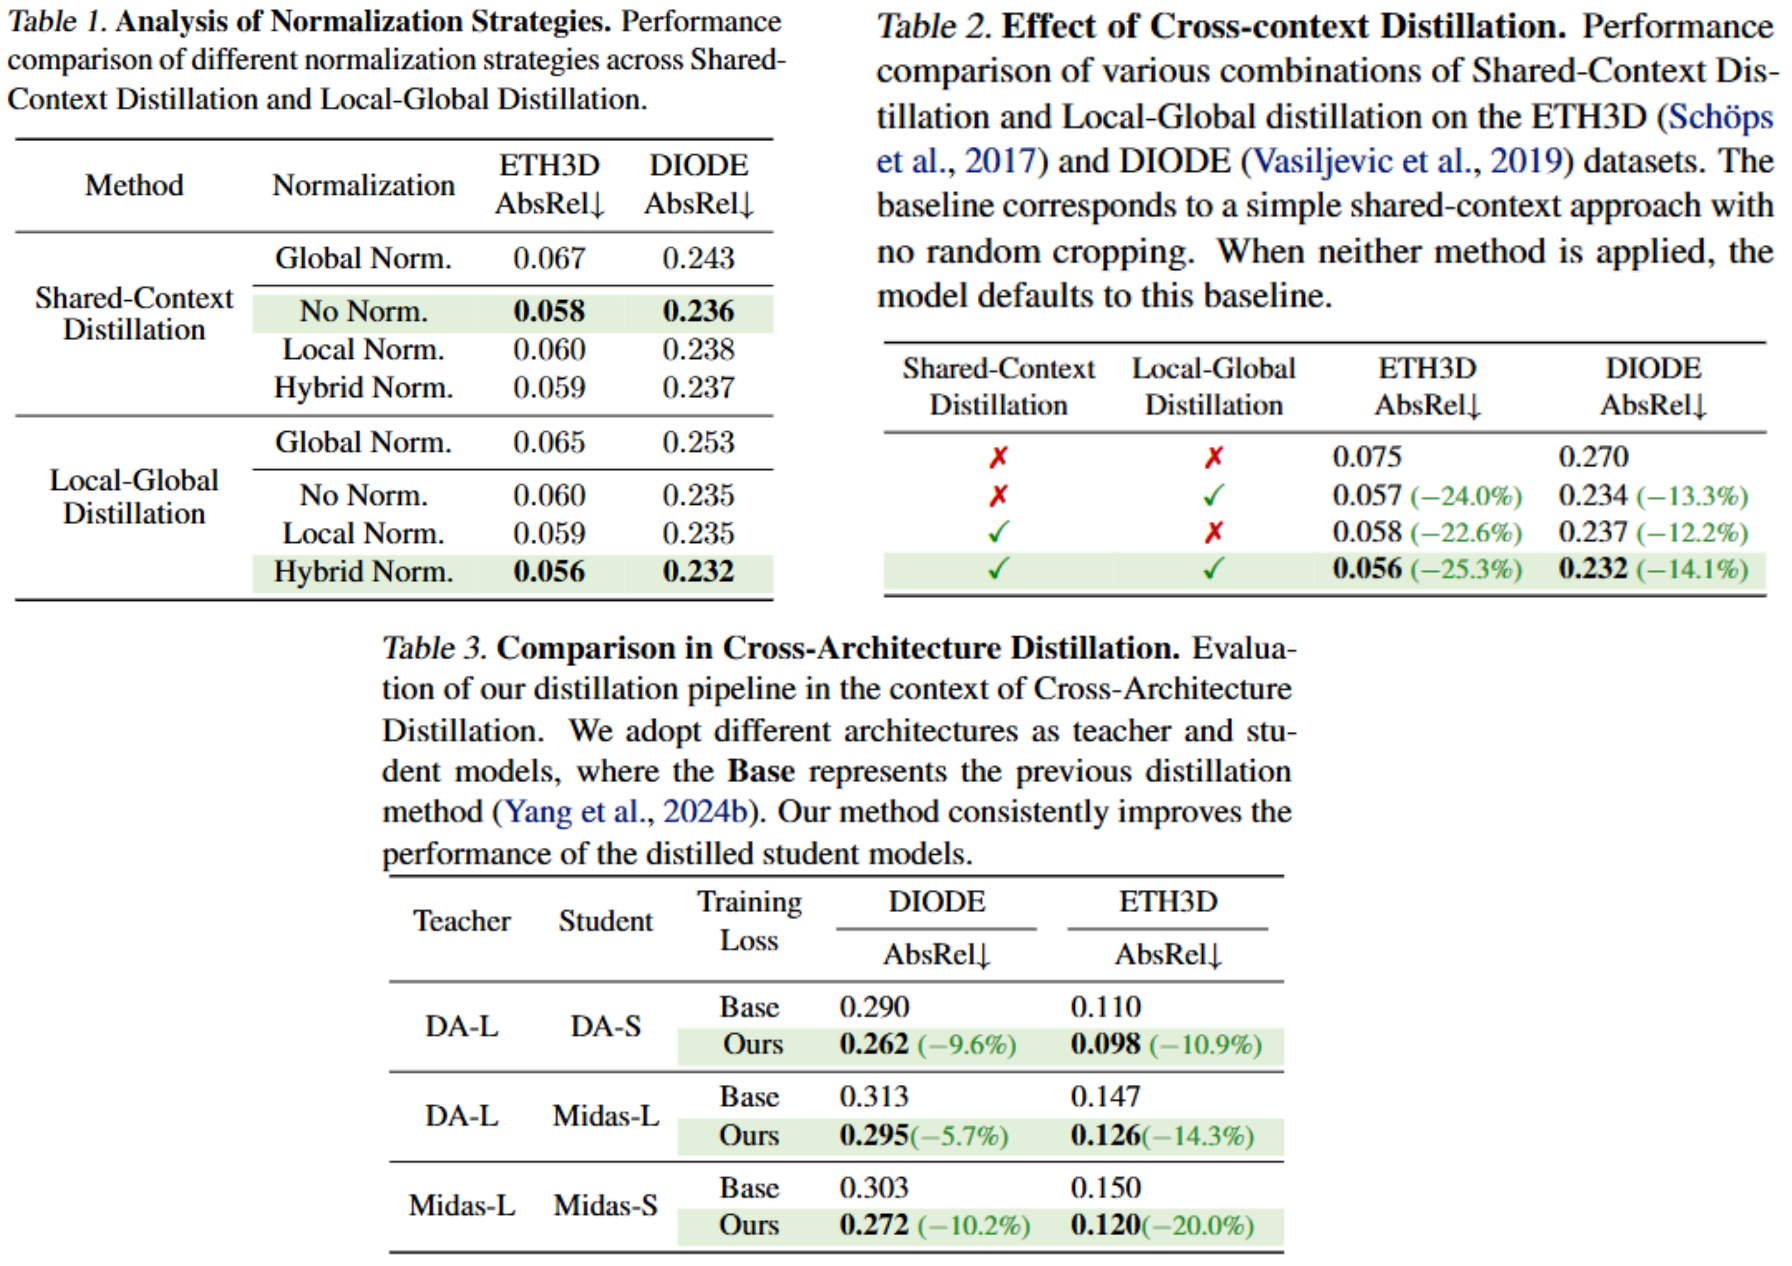 Table 1. Analysis of Normalization Strategies. Performance
comparison of different normalization strategies across Shared-
Context Distillation and Local-Global Distillation.
Method Normalization ETH3D AbsRel↓ DIODE AbsRel↓
Shared-Context Distillation
Global Norm. 0.067 0.243
No Norm. 0.058 0.236
Local Norm. 0.060 0.238
Hybrid Norm. 0.059 0.237
Local-Global Distillation
Global Norm. 0.065 0.253
No Norm. 0.060 0.235
Local Norm. 0.059 0.235
Hybrid Norm. 0.056 0.232
Table 2. Effect of Cross-context Distillation. Performance
comparison of various combinations of Shared-Context Dis-
tillation and Local-Global distillation on the ETH3D (Schöps
et al., 2017) and DIODE (Vasiljevic et al., 2019) datasets. The
baseline corresponds to a simple shared-context approach with
no random cropping. When neither method is applied, the
model defaults to this baseline.
Shared-Context Local-Global ETH3D DIODE
Distillation Distillation AbsRel↓ AbsRel↓
✗ ✗ 0.075 0.270
✗ ✓ 0.057 (−24.0%) 0.234 (−13.3%)
✓ ✗ 0.058 (−22.6%) 0.237 (−12.2%)
✓ ✓ 0.056 (−25.3%) 0.232 (−14.1%)
Table 3. Comparison in Cross-Architecture Distillation. Evalua-
tion of our distillation pipeline in the context of Cross-Architecture
Distillation. We adopt different architectures as teacher and stu-
dent models, where the Base represents the previous distillation
method (Yang et al., 2024b). Our method consistently improves the
performance of the distilled student models.
Teacher Student Training Loss DIODE ETH3D
AbsRel↓ AbsRel↓
DA-L DA-S
Base 0.290 0.110
Ours 0.262 (−9.6%) 0.098 (−10.9%)
DA-L Midas-L
Base 0.313 0.147
Ours 0.295(−5.7%) 0.126(−14.3%)
Midas-L Midas-S
Base 0.303 0.150
Ours 0.272 (−10.2%) 0.120(−20.0%)